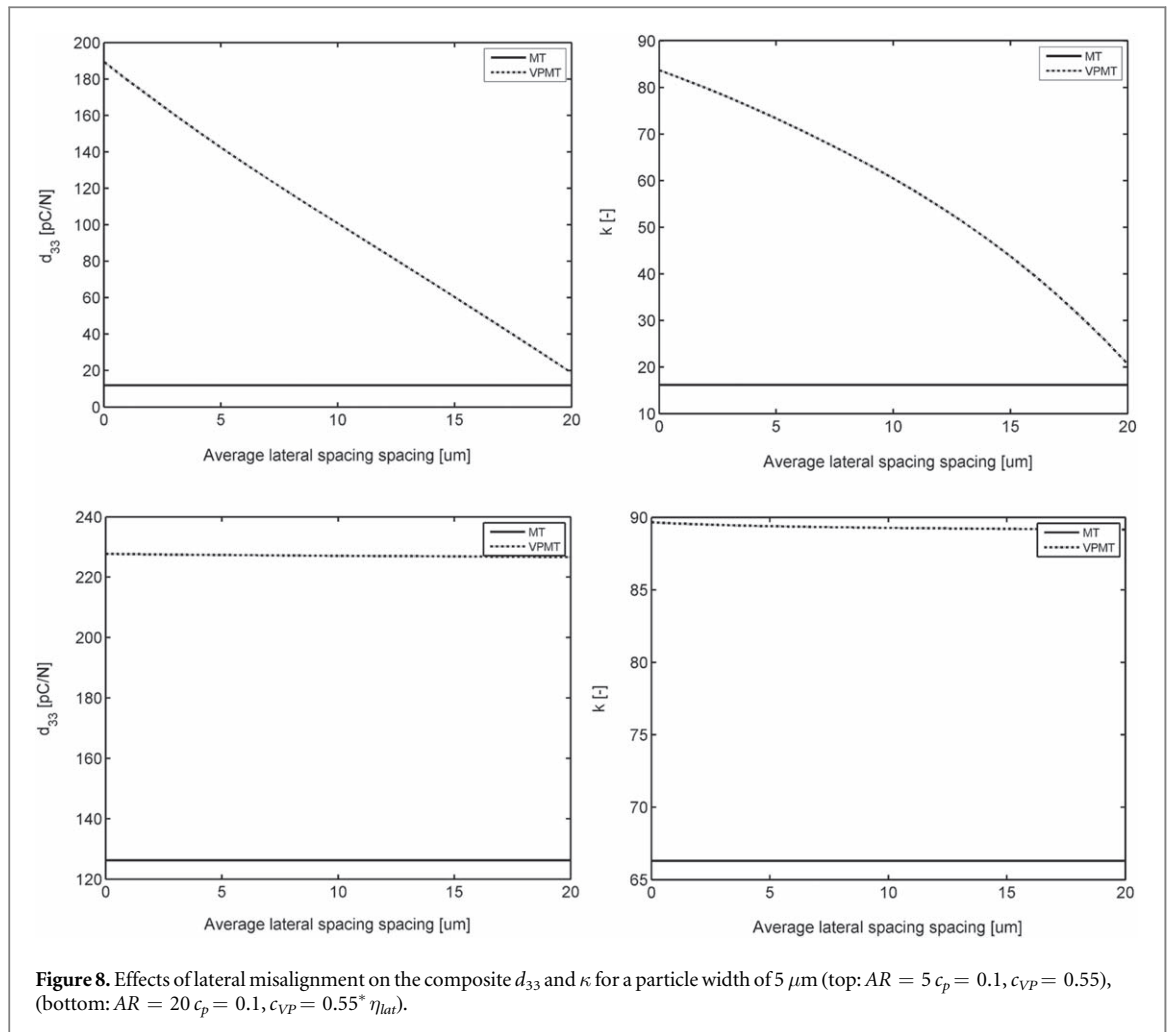 200
180
160
140
120
100
80
60
40
20
0
0 5 10 15 20
d33 [pC/N]
Average lateral spacing spacing [um]
MT
VPMT
90
80
70
60
50
40
30
20
10
0 5 10 15 20
k [-]
Average lateral spacing spacing [um]
MT
VPMT
240
220
200
180
160
140
120
0 5 10 15 20
d33 [pC/N]
Average lateral spacing spacing [um]
MT
VPMT
90
85
80
75
70
65
0 5 10 15 20
k [-]
Average lateral spacing spacing [um]
MT
VPMT
Figure 8. Effects of lateral misalignment on the composite d33 and κ for a particle width of 5 μm (top: AR = 5 cp = 0.1, cVP = 0.55),
(bottom: AR = 20 cp = 0.1, cVP = 0.55* ηlat).